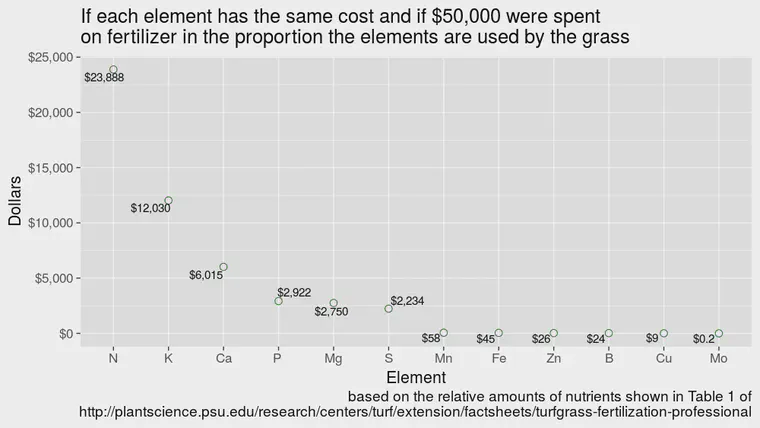 If each element has the same cost and if $50,000 were spent
on fertilizer in the proportion the elements are used by the grass
$25,000
$20,000
$15,000
$10,000
$5,000
$0
Dollars
$23,888
$12,030
$6,015
$2,922
$2,750
$2,234
$58
$45
$26
$24
$9
$0.2
N K Ca P Mg S Mn Fe Zn B Cu Mo
Element
based on the relative amounts of nutrients shown in Table 1 of
http://plantscience.psu.edu/research/centers/turf/extension/factsheets/turfgrass-fertilization-professional